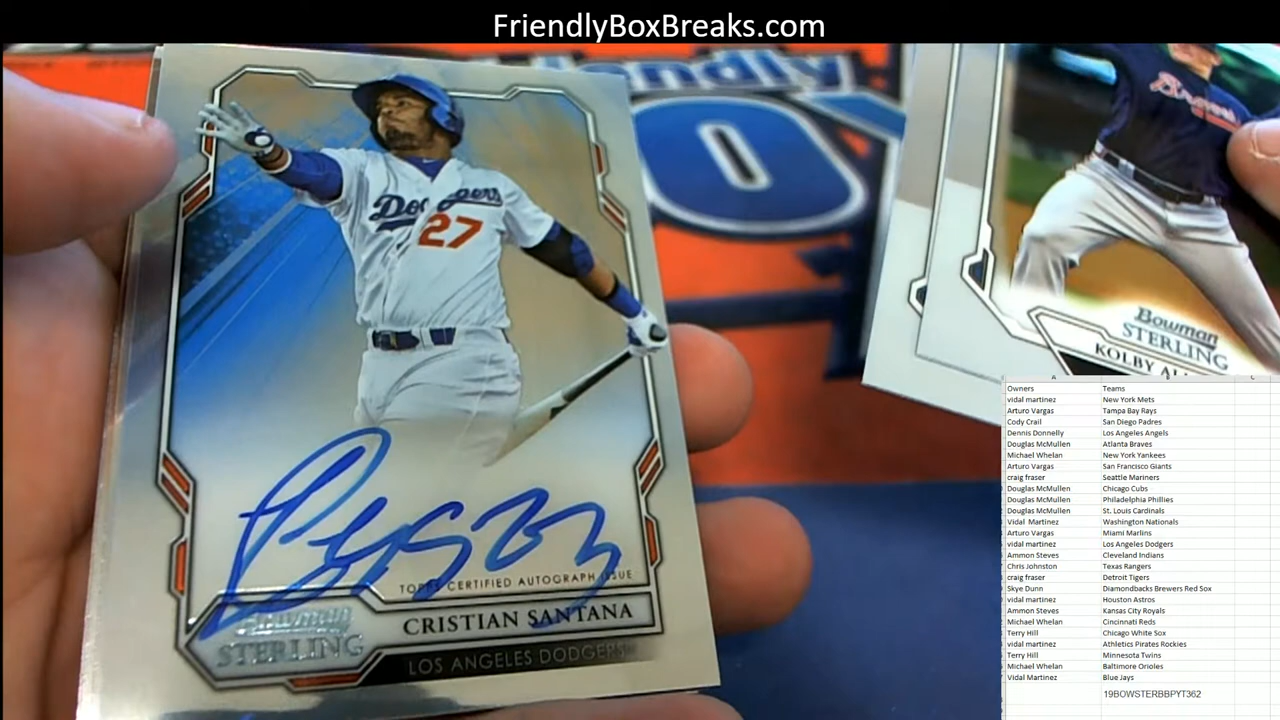 FriendlyBoxBreaks.com
Dodgers
27
TOPPS CERTIFIED AUTOGRAPH ISSUE
Bowman
STERLING
CRISTIAN SANTANA
LOS ANGELES DODGERS
Bowman
STERLING
KOLBY
A B C
Owners Teams
vidal martinez New York Mets
Arturo Vargas Tampa Bay Rays
Cody Crail San Diego Padres
Dennis Donnelly Los Angeles Angels
Douglas McMullen Atlanta Braves
Michael Whelan New York Yankees
Arturo Vargas San Francisco Giants
craig fraser Seattle Mariners
Douglas McMullen Chicago Cubs
Douglas McMullen Philadelphia Phillies
Douglas McMullen St. Louis Cardinals
Vidal Martinez Washington Nationals
Arturo Vargas Miami Marlins
vidal martinez Los Angeles Dodgers
Ammon Steves Cleveland Indians
Chris Johnston Texas Rangers
craig fraser Detroit Tigers
Skye Dunn Diamondbacks Brewers Red Sox
vidal martinez Houston Astros
Ammon Steves Kansas City Royals
Michael Whelan Cincinnati Reds
Terry Hill Chicago White Sox
vidal martinez Athletics Pirates Rockies
Terry Hill Minnesota Twins
Michael Whelan Baltimore Orioles
Vidal Martinez Blue Jays
19BOWSTERBBPYT362